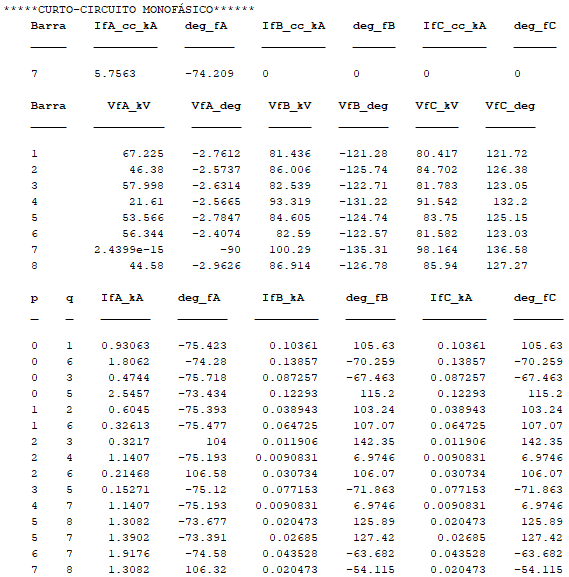 *****CURTO-CIRCUITO MONOFÁSICO******
Barra IfA_cc_kA deg_fA IfB_cc_kA deg_fB IfC_cc_kA deg_fC
7 5.7563 -74.209 0 0 0 0
Barra VfA_kV VfA_deg VfB_kV VfB_deg VfC_kV VfC_deg
1 67.225 -2.7612 81.436 -121.28 80.417 121.72
2 46.38 -2.5737 86.006 -125.74 84.702 126.38
3 57.998 -2.6314 82.539 -122.71 81.783 123.05
4 21.61 -2.5665 93.319 -131.22 91.542 132.2
5 53.566 -2.7847 84.605 -124.74 83.75 125.15
6 56.344 -2.4074 82.59 -122.57 81.582 123.03
7 2.4399e-15 -90 100.29 -135.31 98.164 136.58
8 44.58 -2.9626 86.914 -126.78 85.94 127.27
p q IfA_kA deg_fA IfB_kA deg_fB IfC_kA deg_fC
0 1 0.93063 -75.423 0.10361 105.63 0.10361 105.63
0 6 1.8062 -74.28 0.13857 -70.259 0.13857 -70.259
0 3 0.4744 -75.718 0.087257 -67.463 0.087257 -67.463
0 5 2.5457 -73.434 0.12293 115.2 0.12293 115.2
1 2 0.6045 -75.393 0.038943 103.24 0.038943 103.24
1 6 0.32613 -75.477 0.064725 107.07 0.064725 107.07
2 3 0.3217 104 0.011906 142.35 0.011906 142.35
2 4 1.1407 -75.193 0.0090831 6.9746 0.0090831 6.9746
2 6 0.21468 106.58 0.030734 106.07 0.030734 106.07
3 5 0.15271 -75.12 0.077153 -71.863 0.077153 -71.863
4 7 1.1407 -75.193 0.0090831 6.9746 0.0090831 6.9746
5 8 1.3082 -73.677 0.020473 125.89 0.020473 125.89
5 7 1.3902 -73.391 0.02685 127.42 0.02685 127.42
6 7 1.9176 -74.58 0.043528 -63.682 0.043528 -63.682
7 8 1.3082 106.32 0.020473 -54.115 0.020473 -54.115